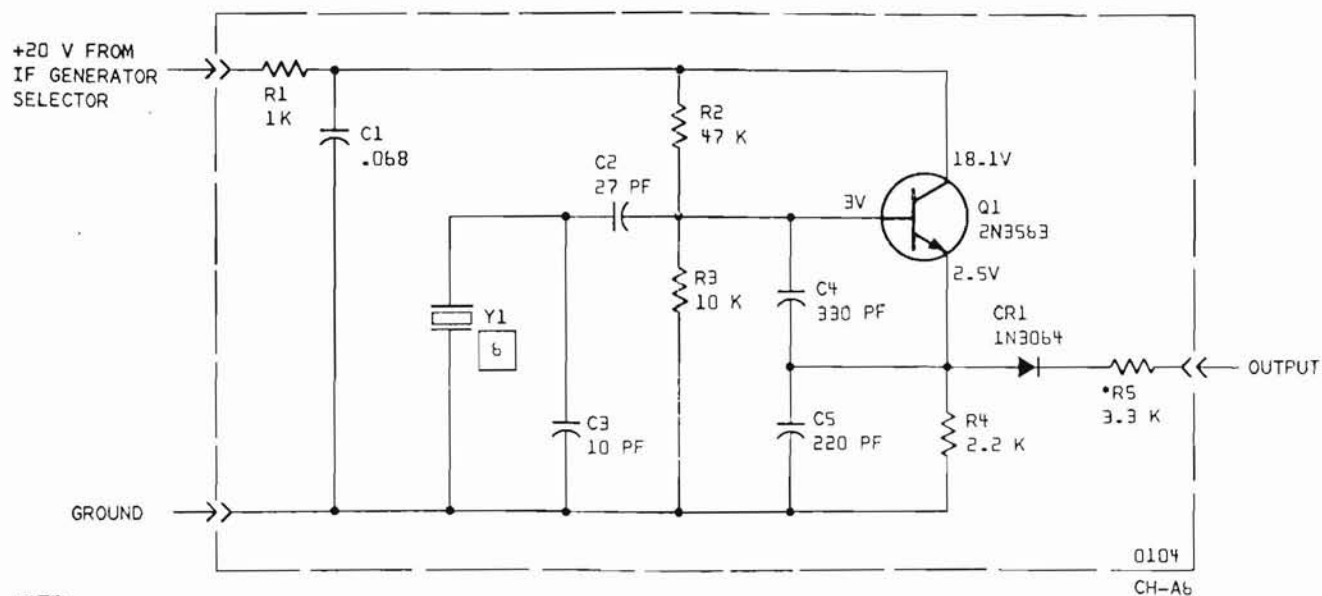 +20 V FROM
IF GENERATOR
SELECTOR
R1
1K
C1
.068
R2
47 K
C2
27 PF
18.1V
3V
Q1
2N3563
2.5V
R3
10 K
C4
330 PF
CR1
1N3064
Y1
6
OUTPUT
*R5
3.3 K
C3
10 PF
C5
220 PF
R4
2.2 K
GROUND
0104
CH-A6